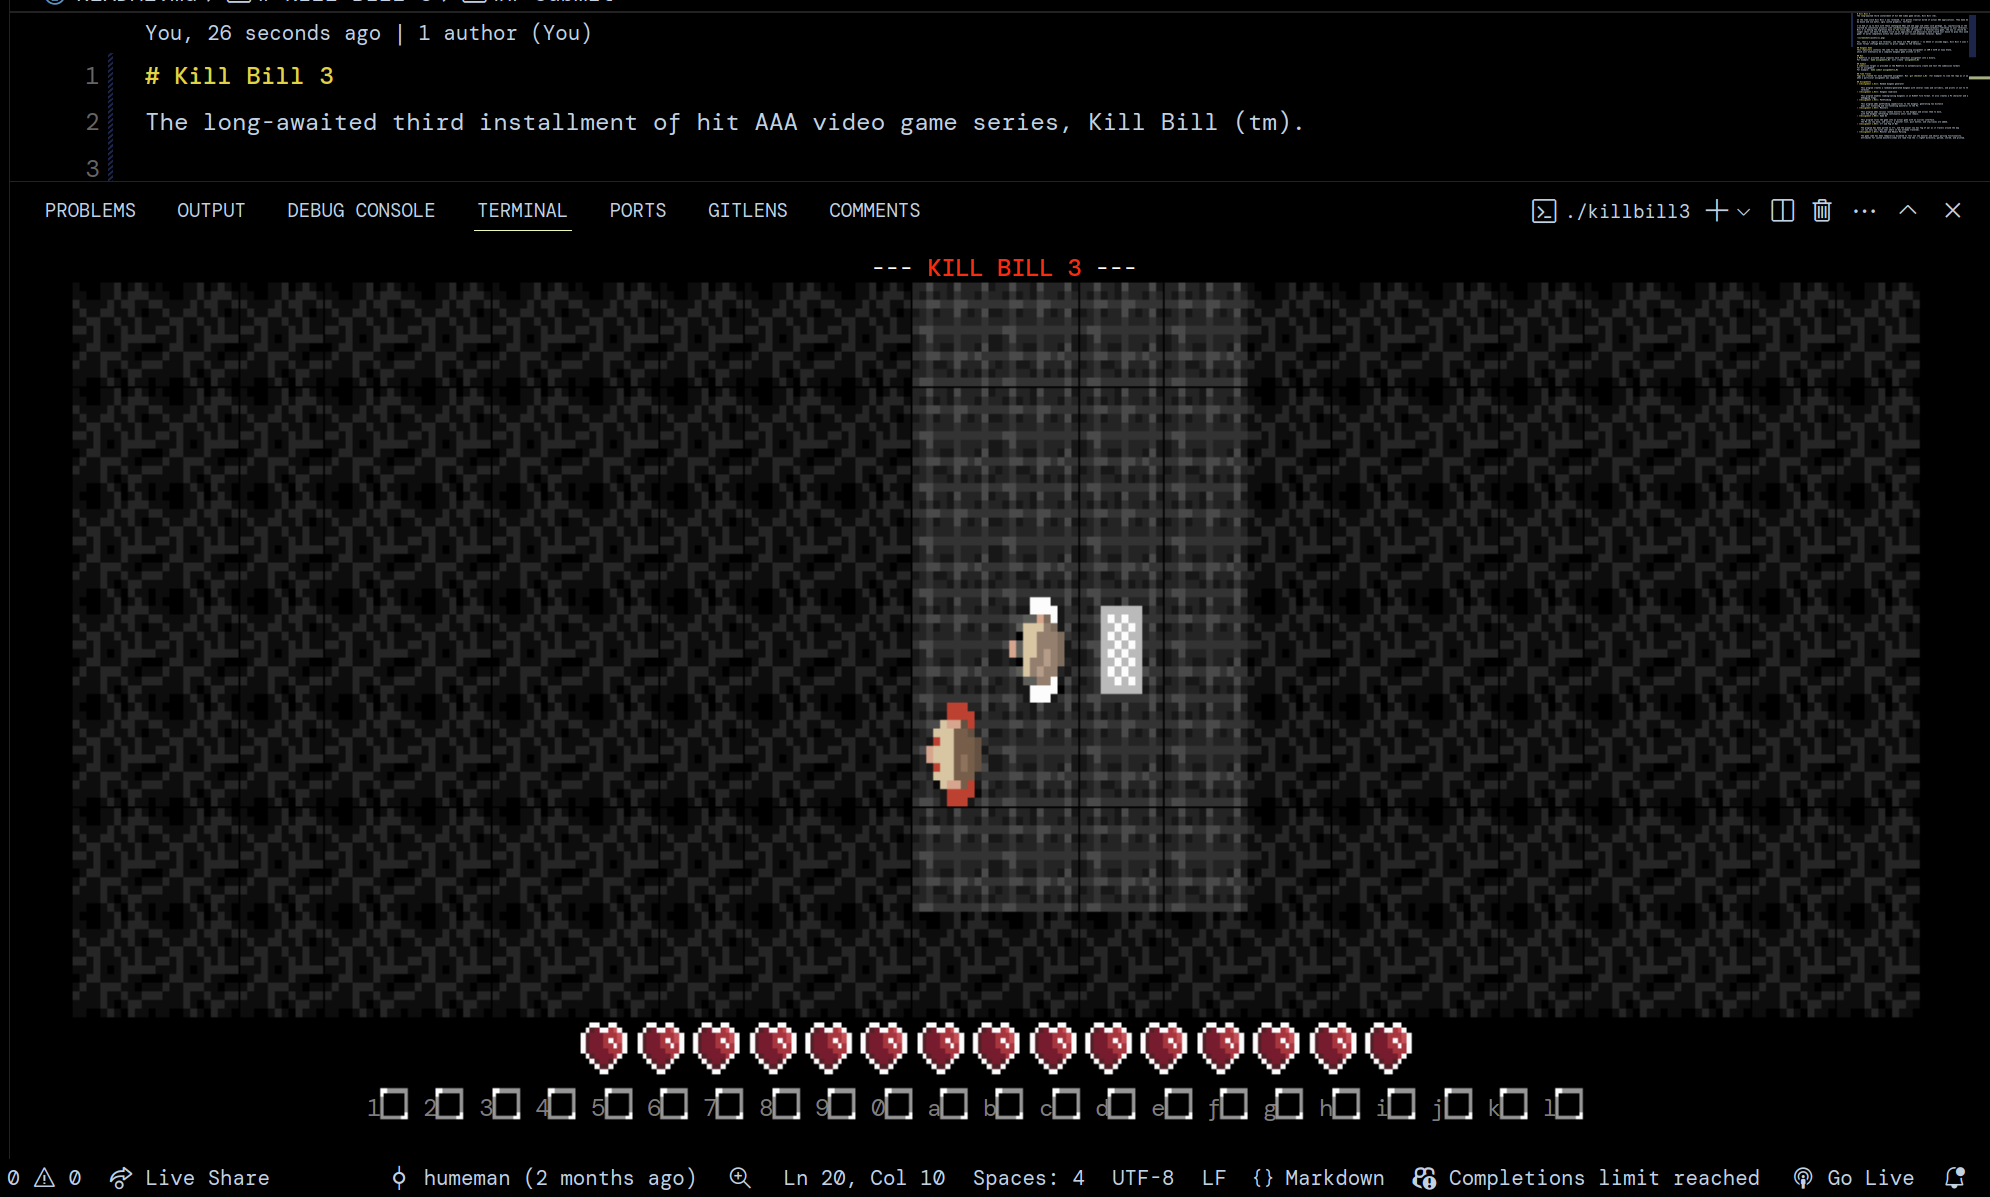 You, 26 seconds ago | 1 author (You)
1 # Kill Bill 3
2 The long-awaited third installment of hit AAA video game series, Kill Bill (tm).
3
PROBLEMS OUTPUT DEBUG CONSOLE TERMINAL PORTS GITLENS COMMENTS ./killbill3
--- KILL BILL 3 ---
1 2 3 4 5 6 7 8 9 0 a b c d e f g h i j k l
0 0 Live Share humeman (2 months ago) Ln 20, Col 10 Spaces: 4 UTF-8 LF {} Markdown Completions limit reached Go Live